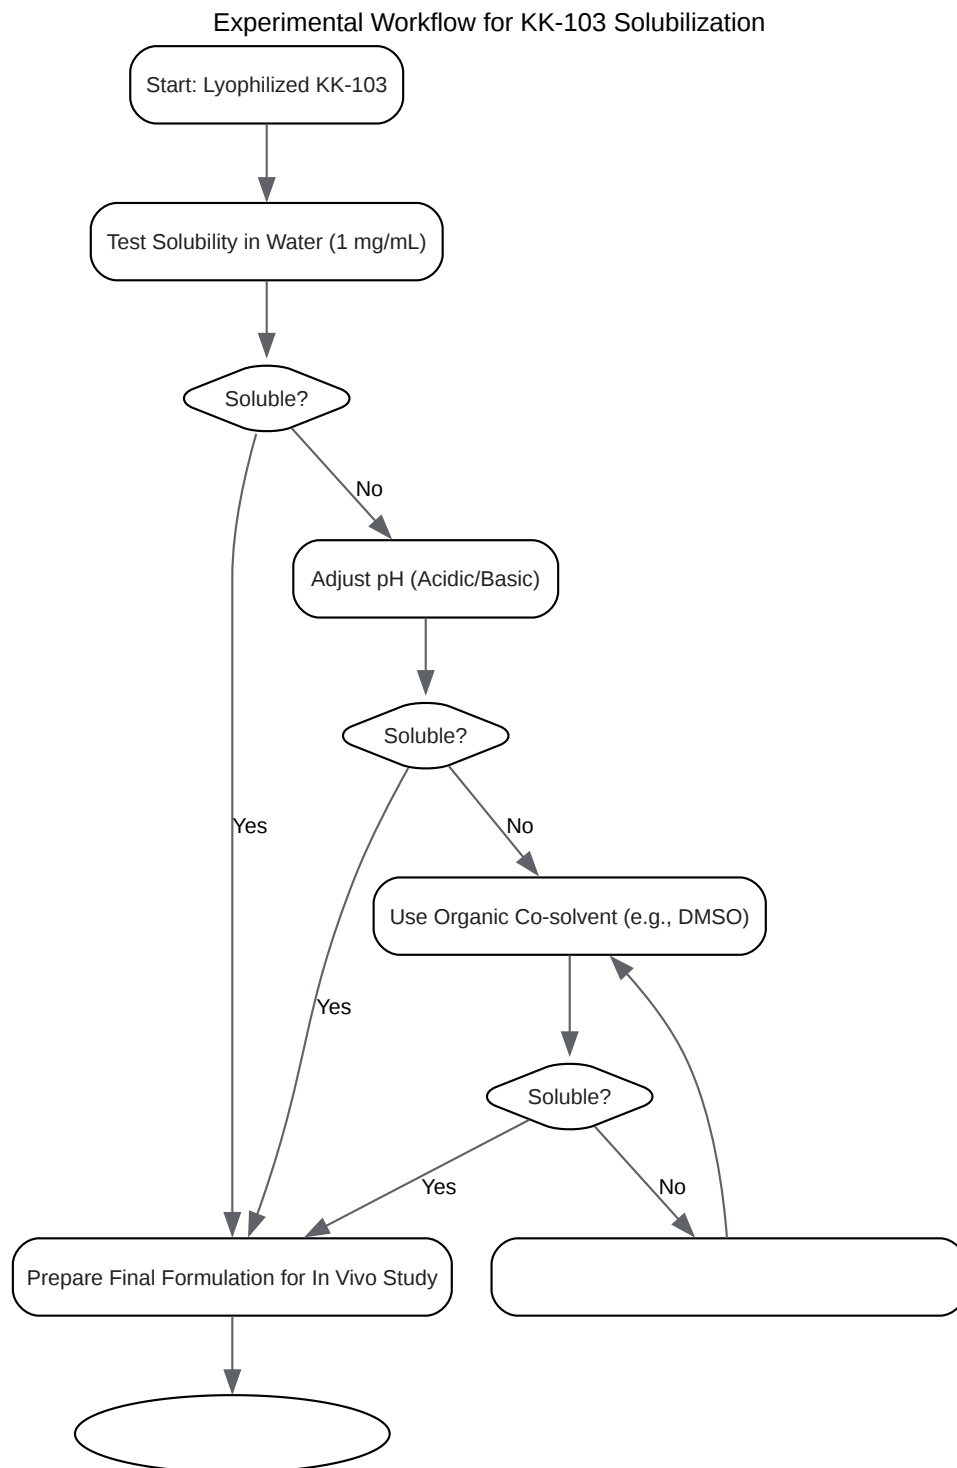 Experimental Workflow for KK-103 Solubilization
Start: Lyophilized KK-103
Test Solubility in Water (1 mg/mL)
Soluble?
No
Adjust pH (Acidic/Basic)
Soluble?
Yes
No
Use Organic Co-solvent (e.g., DMSO)
Yes
Soluble?
Yes
No
Prepare Final Formulation for In Vivo Study